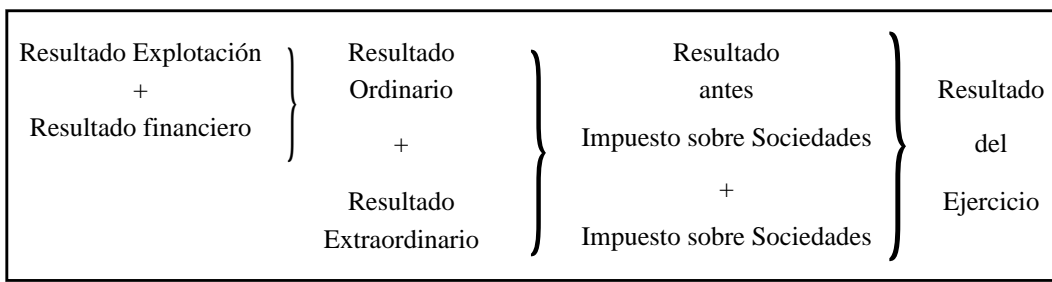 Resultado Explotación
+
Resultado financiero
Resultado
Ordinario
+
Resultado
Extraordinario
Resultado
antes
Impuesto sobre Sociedades
+
Impuesto sobre Sociedades
Resultado
del
Ejercicio